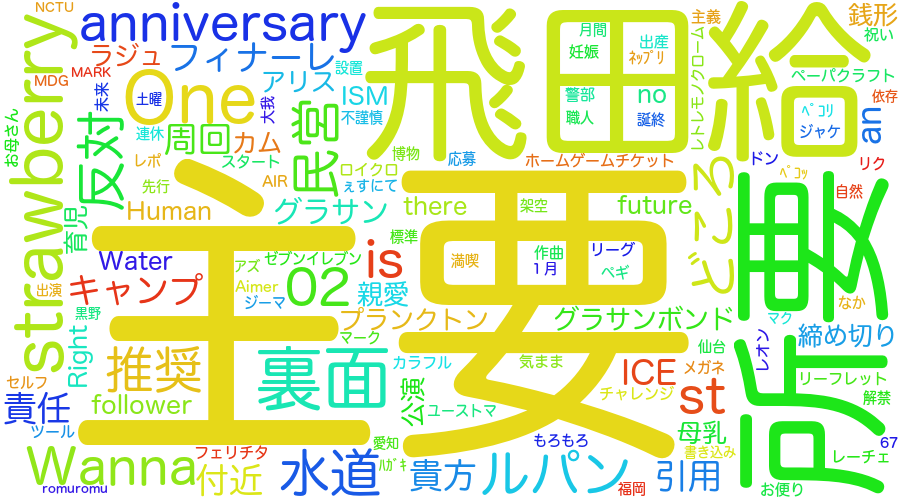 NCTU
anniversary
飛田給
主義
銭形
祝い
strawberry
ラジュ
フィナーレ
月間
出産
妊娠
ﾈｯﾌﾟﾘ
レトレモノクローム
ペーパクラフト
MDG
MARK
アリス
設置
未来
One
土曜
大我
ISM
警部
no
ﾍﾟｺﾘ
依存
お母さん
反対
連休
周回
カム
民営
不謹慎
職人
誕終
ジャケ
an
レポ
スタート
博物
応募
ホームゲームチケット
ドン
リク
先行
AIR
ロイクロ
ぇすにて
ﾍﾟｺｯ
自然
主要
所要
どころ
育児
Human
グラサン
there
架空
future
なか
Water
ゼブンイレブン
is
標準
満喫
作曲
リーグ
1月
ペギ
キャンプ
アズ
02
親愛
出演
Aimer
ジーマ
黒野
プランクトン
グラサンボンド
マク
締め切り
Right
マーク
推奨
裏面
カラフル
気まま
仙台
レオン
セルフ
ICE
メガネ
リーフレット
責任
follower
公演
ユーストマ
チャレンジ
st
解禁
ツール
愛知
もろもろ
母乳
67
Wanna
フェリチタ
書き込み
レーチェ
付近
水道
ﾊｶﾞｷ
貴方
ルパン
引用
福岡
お便り
romuromu